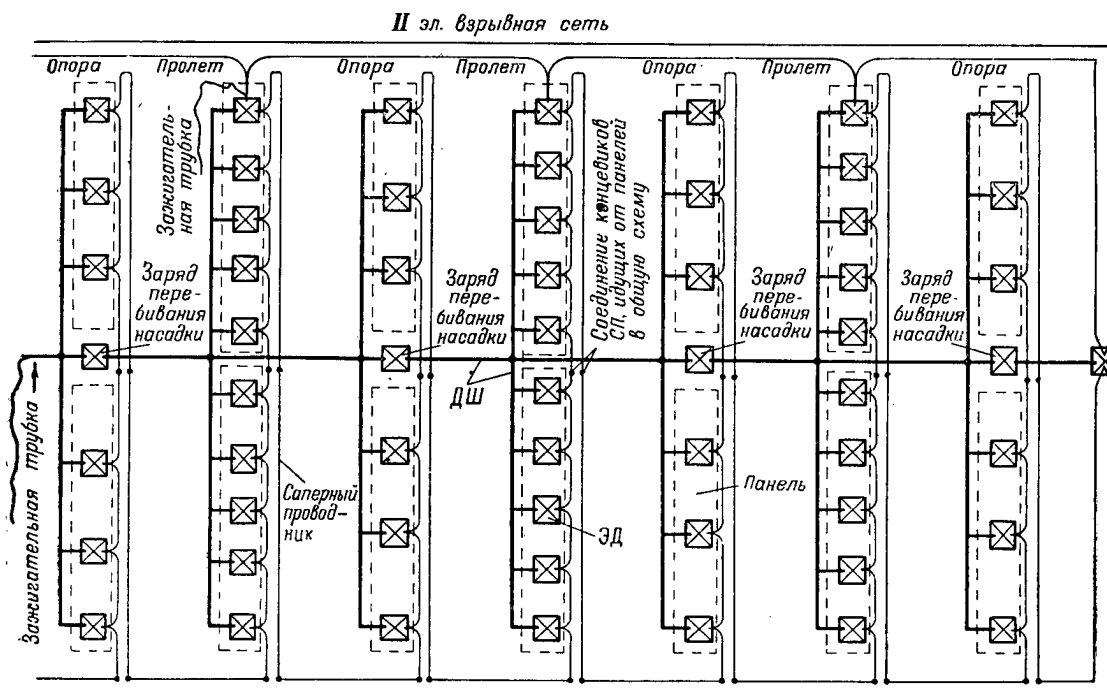 II эл. взрывная сеть
Опора
Пролет
Опора
Пролет
Опора
Пролет
Опора
Зажигатель-
ная трубка
Соединение концевиков
СП, идущих от панелей
в общую схему
Заряд
пере-
бивания
насадки
Заряд
пере-
бивания
насадки
Заряд
пере-
бивания
насадки
Заряд
пере-
бивания
насадки
ДШ
Зажигательная трубка
Саперный
провод-
ник
ЭД
Панель